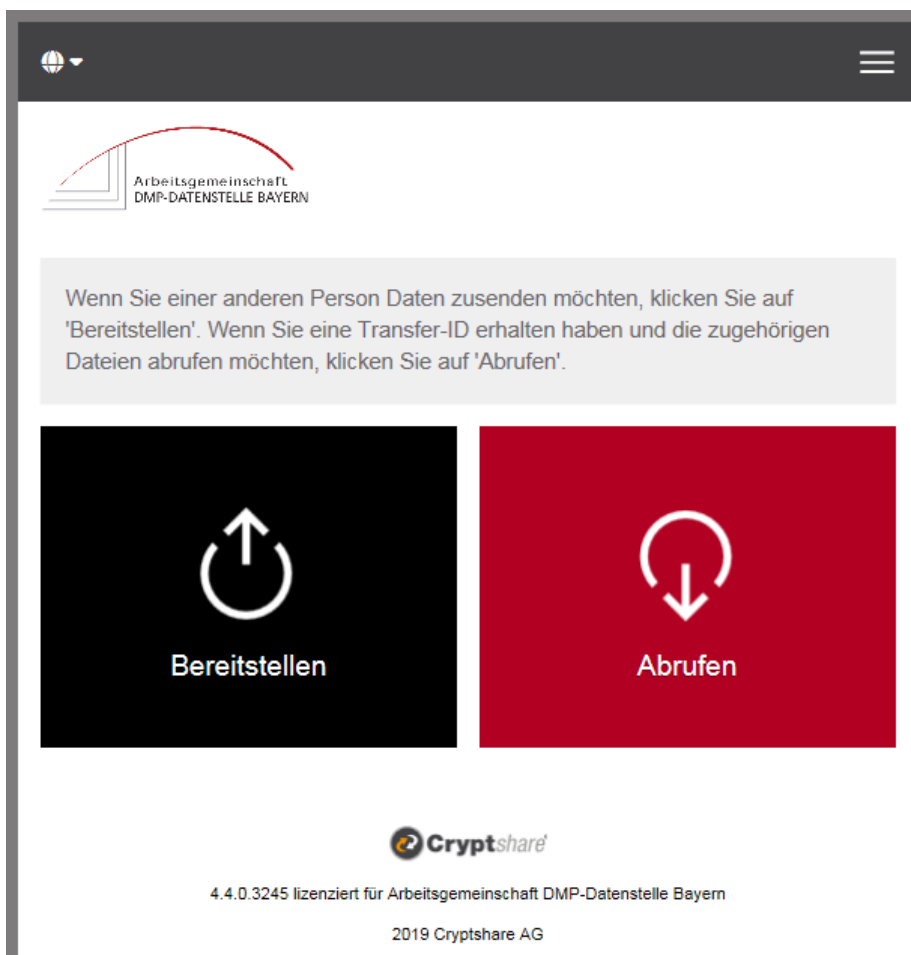 Arbeitsgemeinschaft
DMP-DATENSTELLE BAYERN
Wenn Sie einer anderen Person Daten zusenden möchten, klicken Sie auf
'Bereitstellen'. Wenn Sie eine Transfer-ID erhalten haben und die zugehörigen
Dateien abrufen möchten, klicken Sie auf 'Abrufen'.
Bereitstellen
Abrufen
Cryptshare
4.4.0.3245 lizenziert für Arbeitsgemeinschaft DMP-Datenstelle Bayern
2019 Cryptshare AG